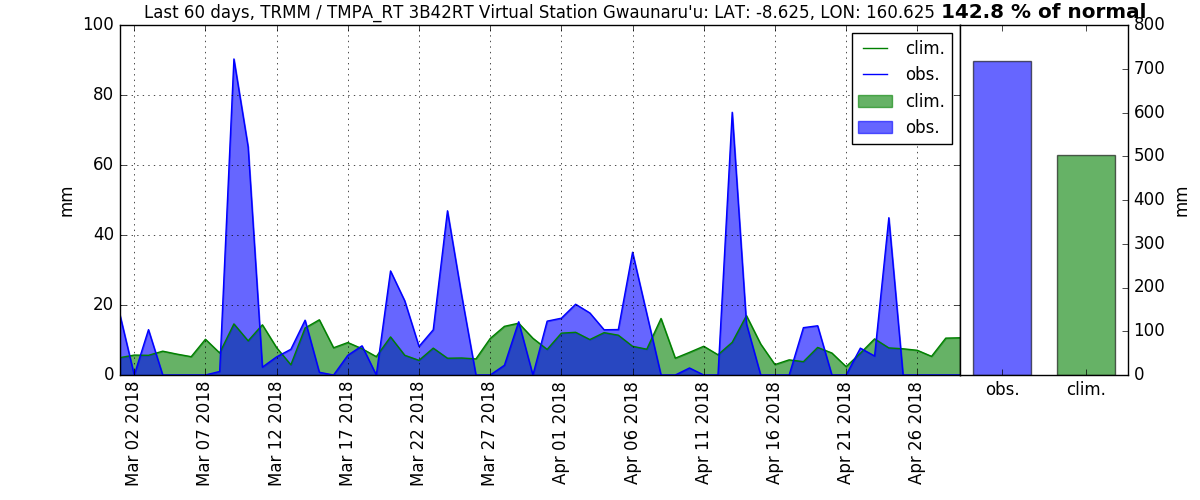 Last 60 days, TRMM / TMPA_RT 3B42RT Virtual Station Gwaunaru'u: LAT: -8.625, LON: 160.625 142.8 % of normal
100
80
60
40
20
0
mm
clim.
obs.
clim.
obs.
Mar 02 2018
Mar 07 2018
Mar 12 2018
Mar 17 2018
Mar 22 2018
Mar 27 2018
Apr 01 2018
Apr 06 2018
Apr 11 2018
Apr 16 2018
Apr 21 2018
Apr 26 2018
800
700
600
500
400
300
200
100
0
mm
obs.
clim.